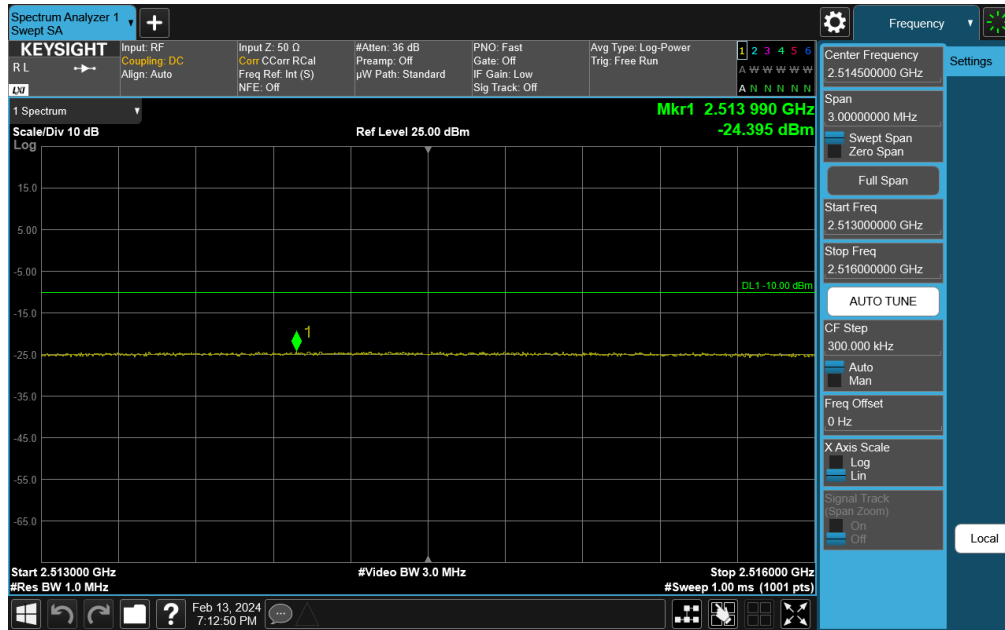 Spectrum Analyzer 1
Swept SA
Frequency
KEYSIGHT
R L
LXI
Input: RF
Coupling: DC
Align: Auto
Input Z: 50 Ω
Corr CCorr RCal
Freq Ref: Int (S)
NFE: Off
#Atten: 36 dB
Preamp: Off
µW Path: Standard
PNO: Fast
Gate: Off
IF Gain: Low
Sig Track: Off
Avg Type: Log-Power
Trig: Free Run
1 2 3 4 5 6
A W W W W W
A N N N N N
1 Spectrum
Scale/Div 10 dB
Log
Ref Level 25.00 dBm
Mkr1 2.513 990 GHz
-24.395 dBm
15.0
5.00
-5.00
DL1 -10.00 dBm
-15.0
1
-25.0
-35.0
-45.0
-55.0
-65.0
Start 2.513000 GHz
#Res BW 1.0 MHz
#Video BW 3.0 MHz
Stop 2.516000 GHz
#Sweep 1.00 ms (1001 pts)
Feb 13, 2024
7:12:50 PM
?
Center Frequency
2.514500000 GHz
Span
3.00000000 MHz
Swept Span
Zero Span
Full Span
Start Freq
2.513000000 GHz
Stop Freq
2.516000000 GHz
AUTO TUNE
CF Step
300.000 kHz
Auto
Man
Freq Offset
0 Hz
X Axis Scale
Log
Lin
Signal Track
(Span Zoom)
On
Off
Settings
Local